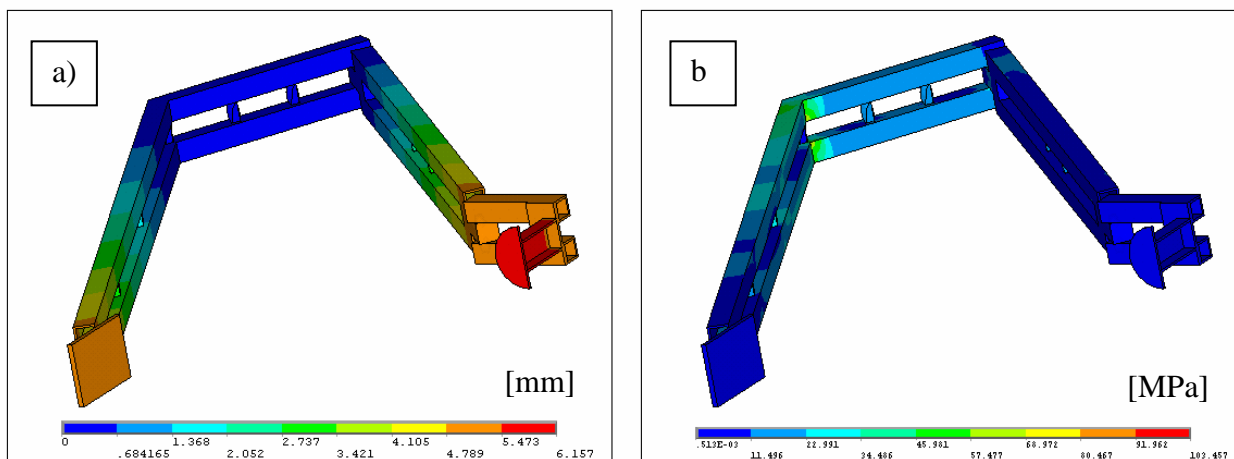 a)
[mm]
0 1.368 2.737 4.105 5.473
.684165 2.052 3.421 4.789 6.157
b
[MPa]
.513E-03 22.991 45.981 68.972 91.962
11.496 34.486 57.477 80.467 103.457